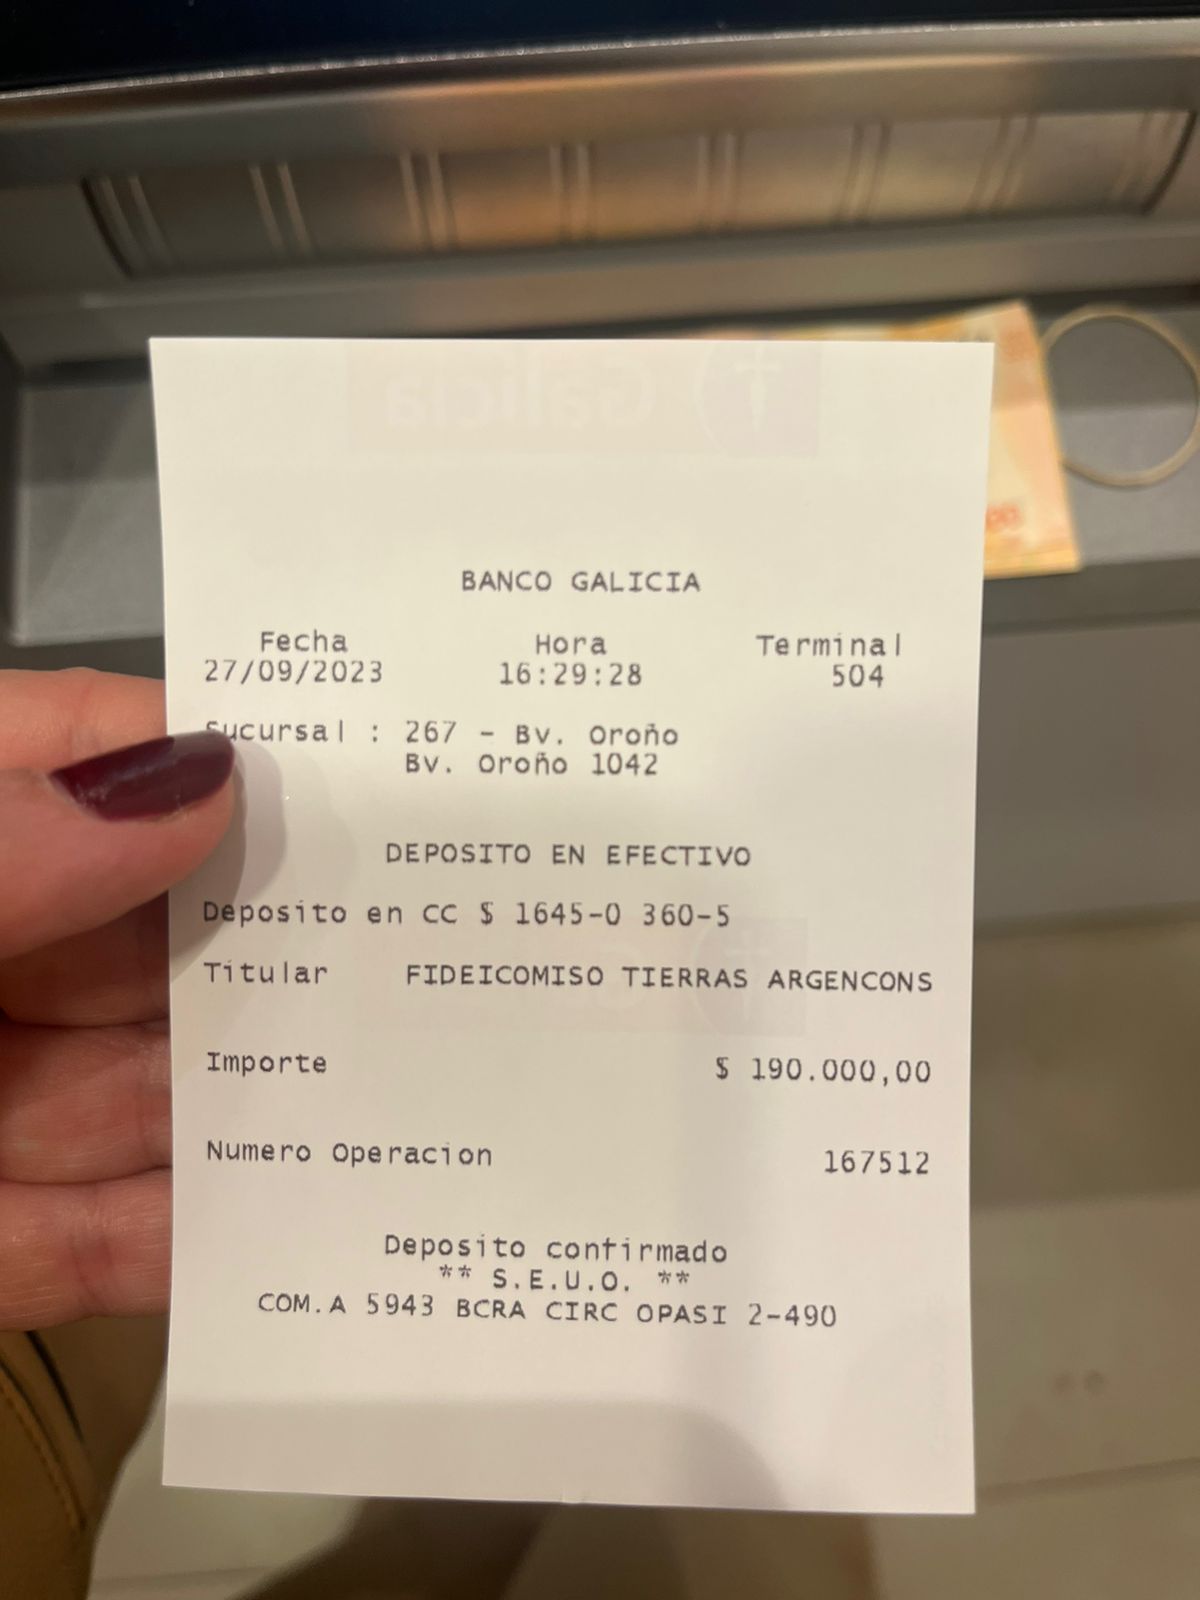 BANCO GALICIA
Fecha Hora Terminal
27/09/2023 16:29:28 504
Sucursal : 267 - Bv. Oroño
Bv. Oroño 1042
DEPOSITO EN EFECTIVO
Deposito en CC $ 1645-0 360-5
Titular FIDEICOMISO TIERRAS ARGENCONS
Importe $ 190.000,00
Numero Operacion 167512
Deposito confirmado
** S.E.U.O. **
COM.A 5943 BCRA CIRC OPASI 2-490
Galicia